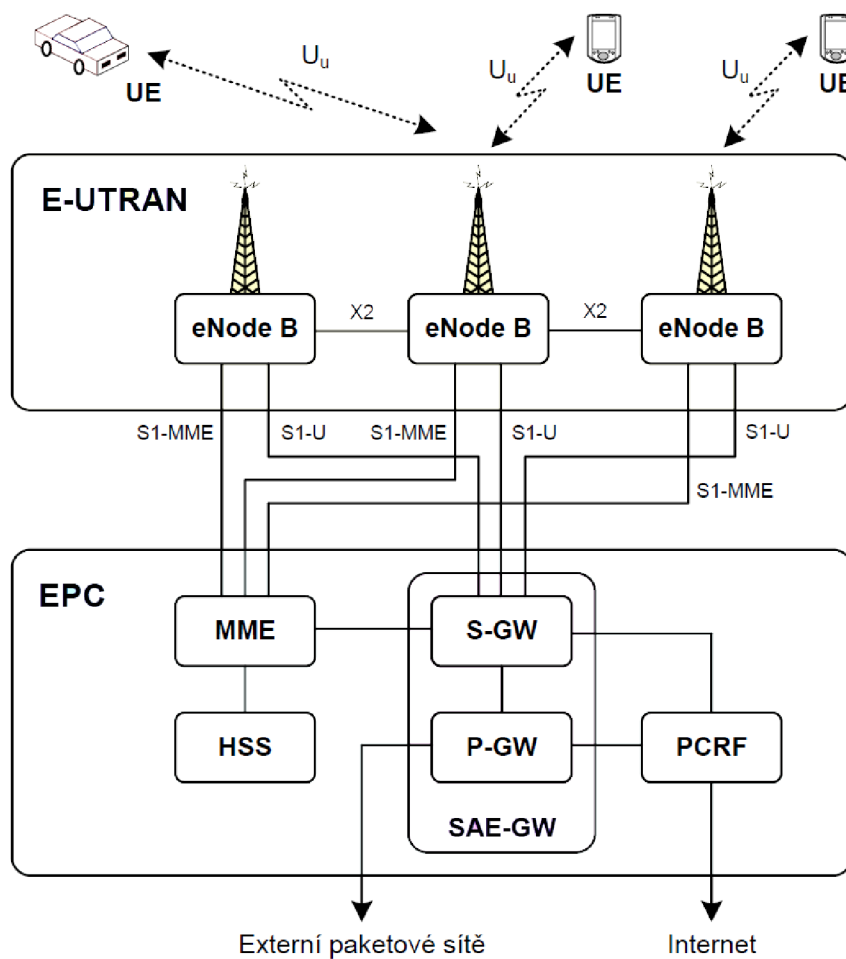 Uu
Uu
Uu
UE
UE
UE
E-UTRAN
eNode B
X2
eNode B
X2
eNode B
S1-MME
S1-U
S1-MME
S1-U
S1-U
S1-MME
EPC
MME
S-GW
HSS
P-GW
PCRF
SAE-GW
Externí paketové sítě
Internet